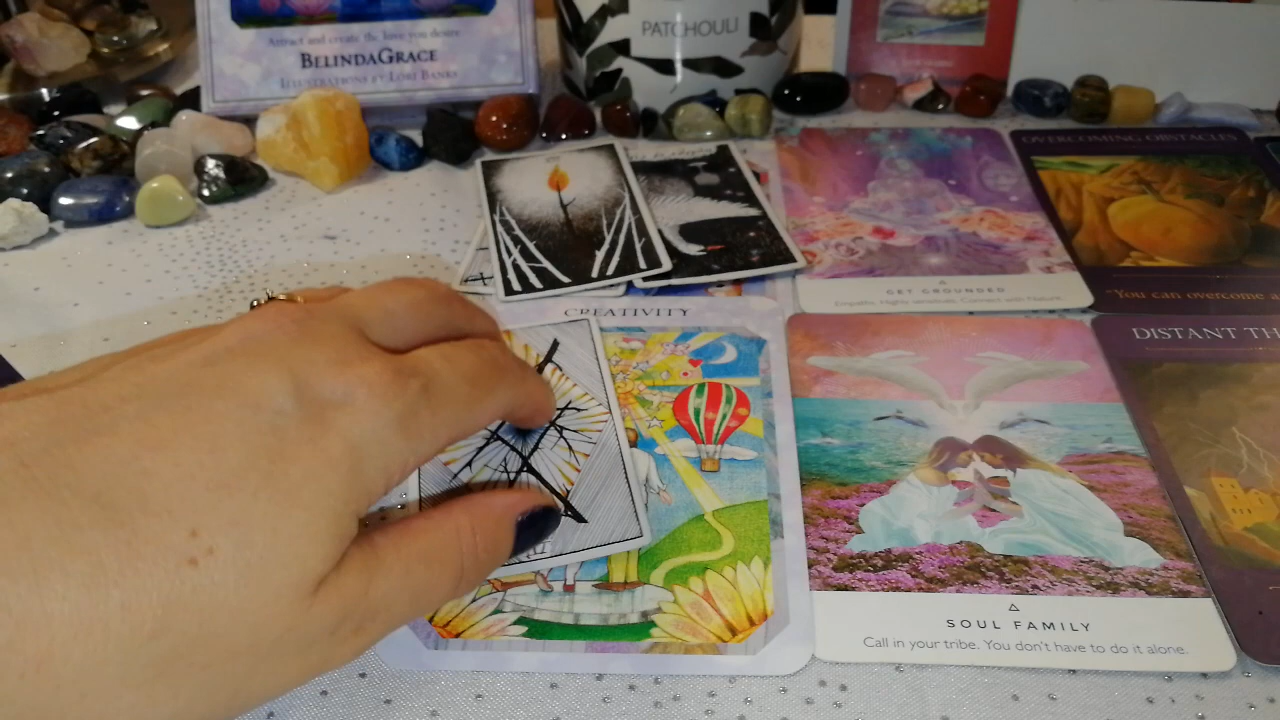 Attract and create the love you desire
BELINDAGRACE
ILLUSTRATIONS BY LORI BANKS
PATCHOULI
OVERCOMING OBSTACLES
GET GROUNDED
Empath. Highly sensitive. Connect with Nature.
"You can overcome a
CREATIVITY
DISTANT TH
SOUL FAMILY
Call in your tribe. You don't have to do it alone.